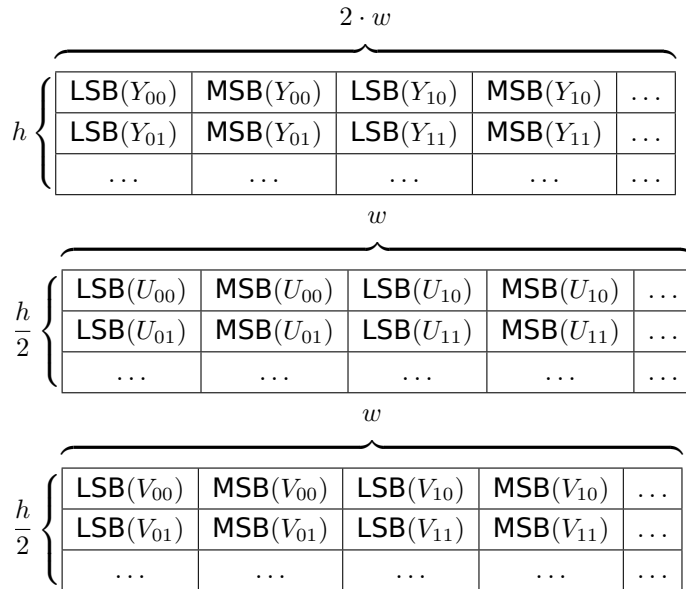 2 · w
h
LSB(Y₀₀) MSB(Y₀₀) LSB(Y₁₀) MSB(Y₁₀) ...
LSB(Y₀₁) MSB(Y₀₁) LSB(Y₁₁) MSB(Y₁₁) ...
... ... ... ... ...
w
h/2
LSB(U₀₀) MSB(U₀₀) LSB(U₁₀) MSB(U₁₀) ...
LSB(U₀₁) MSB(U₀₁) LSB(U₁₁) MSB(U₁₁) ...
... ... ... ... ...
w
h/2
LSB(V₀₀) MSB(V₀₀) LSB(V₁₀) MSB(V₁₀) ...
LSB(V₀₁) MSB(V₀₁) LSB(V₁₁) MSB(V₁₁) ...
... ... ... ... ...